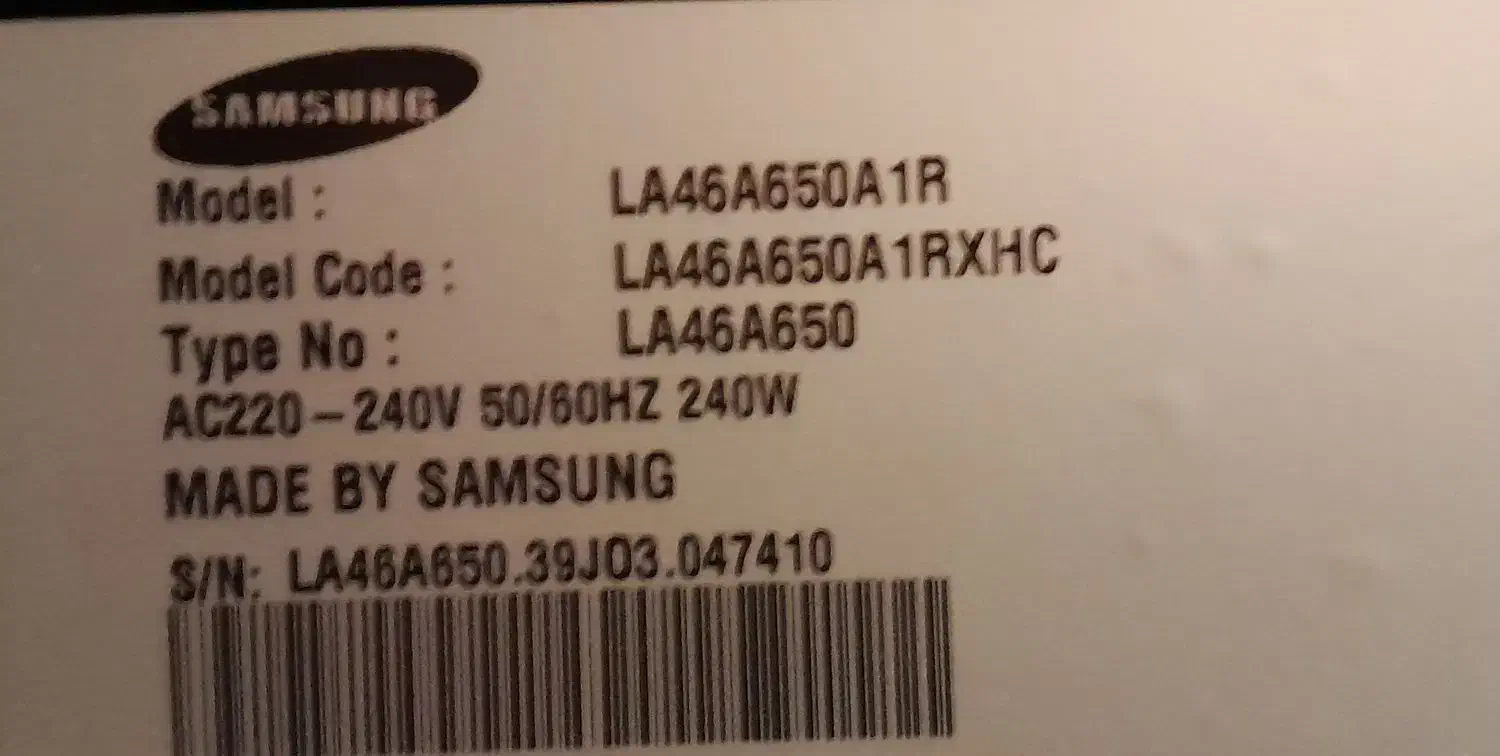 SAMSUNG
Model : LA46A650A1R
Model Code : LA46A650A1RXHC
Type No : LA46A650
AC220-240V 50/60HZ 240W
MADE BY SAMSUNG
S/N: LA46A650.39J03.047410